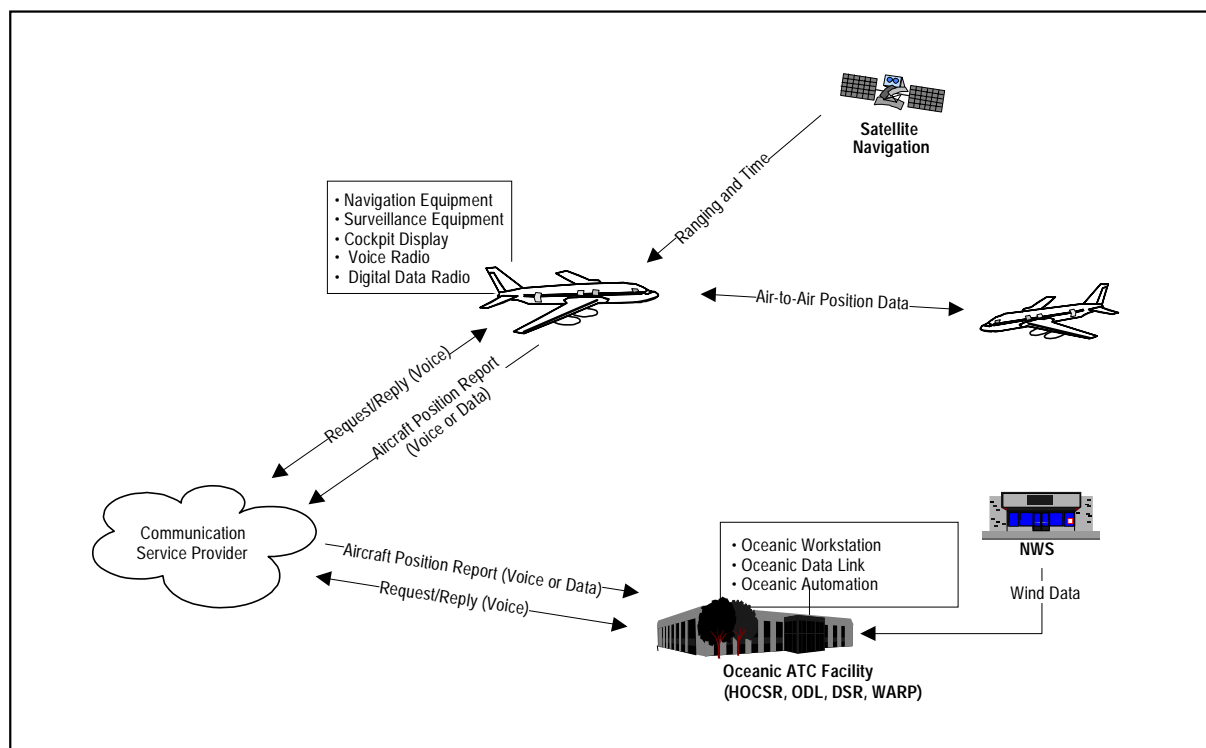 Satellite
Navigation
Ranging and Time
• Navigation Equipment
• Surveillance Equipment
• Cockpit Display
• Voice Radio
• Digital Data Radio
Air-to-Air Position Data
Request/Reply (Voice)
Aircraft Position Report
(Voice or Data)
Communication
Service Provider
Aircraft Position Report (Voice or Data)
Request/Reply (Voice)
• Oceanic Workstation
• Oceanic Data Link
• Oceanic Automation
NWS
Wind Data
Oceanic ATC Facility
(HOCSR, ODL, DSR, WARP)